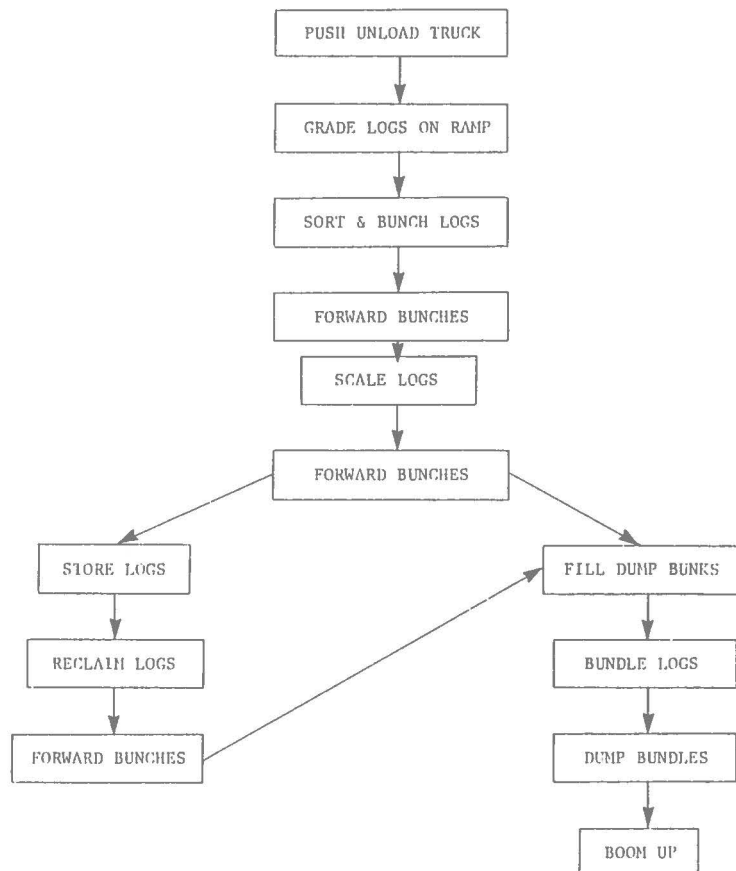 PUSH UNLOAD TRUCK
GRADE LOGS ON RAMP
SORT & BUNCH LOGS
FORWARD BUNCHES
SCALE LOGS
FORWARD BUNCHES
STORE LOGS
FILL DUMP BUNKS
RECLAIM LOGS
BUNDLE LOGS
FORWARD BUNCHES
DUMP BUNDLES
BOOM UP